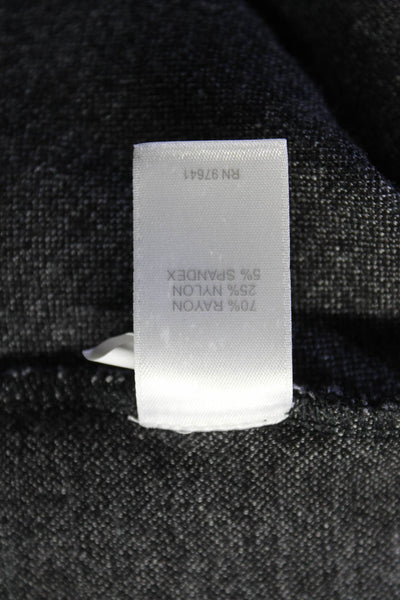 70% RAYON
25% NYLON
5% SPANDEX
RN 97641